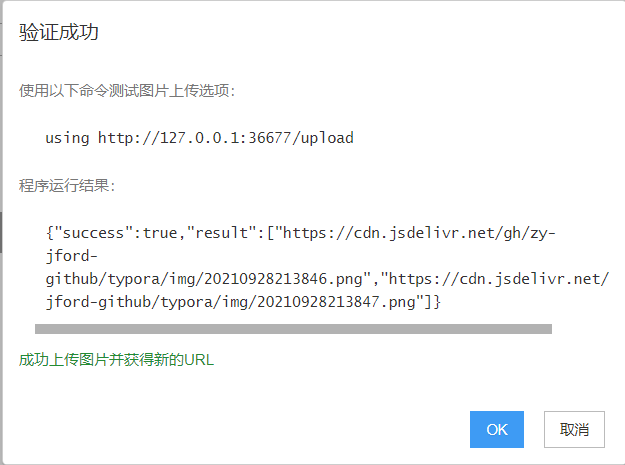 验证成功
使用以下命令测试图片上传选项：
using http://127.0.0.1:36677/upload
程序运行结果：
{"success":true,"result":["https://cdn.jsdelivr.net/gh/zy-
jford-
github/typora/img/20210928213846.png","https://cdn.jsdelivr.net/
jford-github/typora/img/20210928213847.png"]}
成功上传图片并获得新的URL
OK 取消